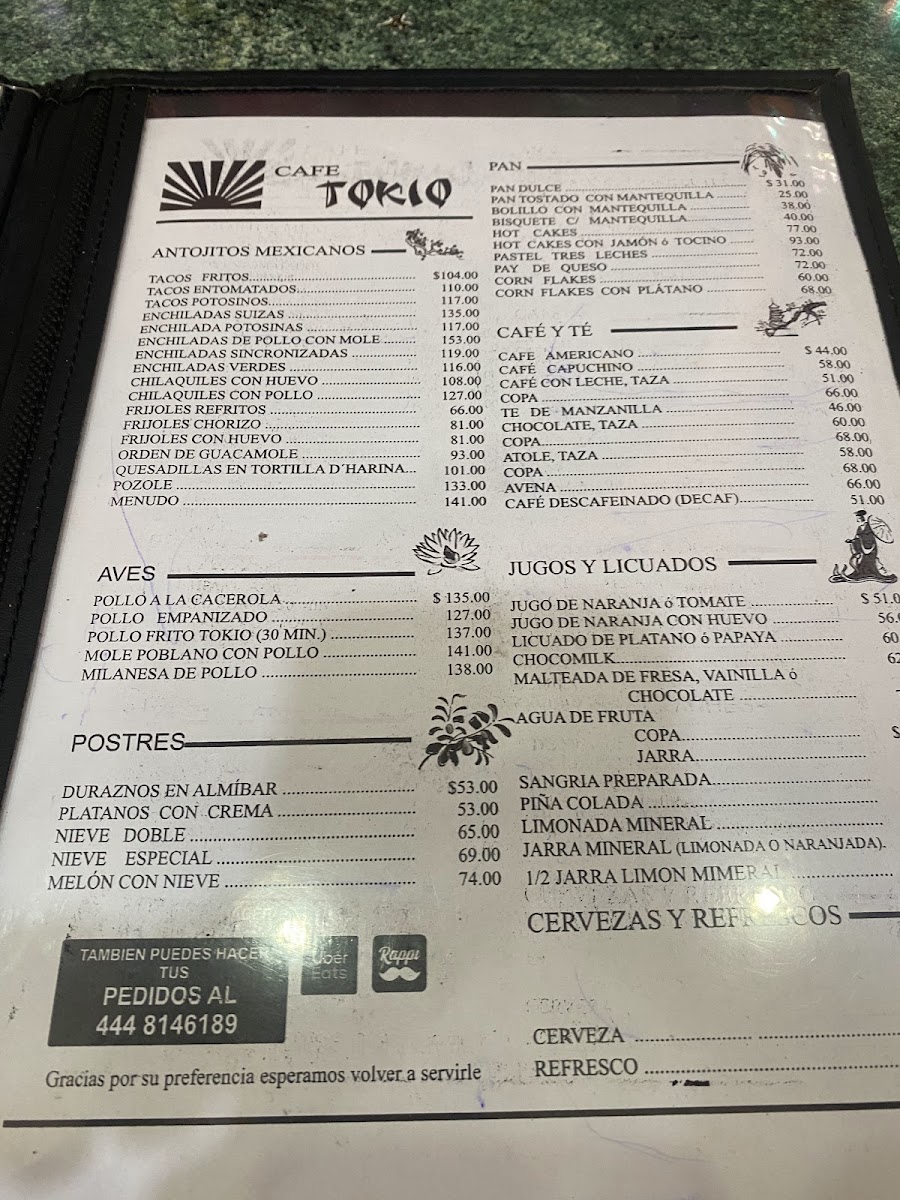 CAFE
TOKIO
ANTOJITOS MEXICANOS
TACOS FRITOS............ $104.00
TACOS ENTOMATADOS............ 110.00
TACOS POTOSINOS............ 117.00
ENCHILADAS SUIZAS ............ 135.00
ENCHILADA POTOSINAS ............ 117.00
ENCHILADAS DE POLLO CON MOLE ........ 153.00
ENCHILADAS SINCRONIZADAS ............ 119.00
ENCHILADAS VERDES ............ 116.00
CHILAQUILES CON HUEVO ............ 108.00
CHILAQUILES CON POLLO ............ 127.00
FRIJOLES REFRITOS ............ 66.00
FRIJOLES CHORIZO ............ 81.00
FRIJOLES CON HUEVO ............ 81.00
ORDEN DE GUACAMOLE ............ 93.00
QUESADILLAS EN TORTILLA D´HARINA... 101.00
POZOLE ............ 133.00
MENUDO ............ 141.00
AVES
POLLO A LA CACEROLA ............ $ 135.00
POLLO EMPANIZADO ............ 127.00
POLLO FRITO TOKIO (30 MIN.) ............ 137.00
MOLE POBLANO CON POLLO ............ 141.00
MILANESA DE POLLO ............ 138.00
POSTRES
DURAZNOS EN ALMÍBAR ............ $53.00
PLATANOS CON CREMA ............ 53.00
NIEVE DOBLE ............ 65.00
NIEVE ESPECIAL ............ 69.00
MELÓN CON NIEVE ............ 74.00
TAMBIEN PUEDES HACER
TUS
PEDIDOS AL
444 8146189
Uber
Eats
Rappi
Gracias por su preferencia esperamos volver a servirle
PAN
PAN DULCE ............ $ 31.00
PAN TOSTADO CON MANTEQUILLA ............ 25.00
BOLILLO CON MANTEQUILLA ............ 38.00
BISQUETE C/ MANTEQUILLA............ 40.00
HOT CAKES ............ 77.00
HOT CAKES CON JAMÓN ó TOCINO ...... 93.00
PASTEL TRES LECHES ............ 72.00
PAY DE QUESO ............ 72.00
CORN FLAKES ............ 60.00
CORN FLAKES CON PLÁTANO ............ 68.00
CAFÉ Y TÉ
CAFE AMERICANO ............ $ 44.00
CAFÉ CAPUCHINO ............ 58.00
CAFÉ CON LECHE, TAZA ............ 51.00
COPA ............ 66.00
TE DE MANZANILLA ............ 46.00
CHOCOLATE, TAZA ............ 60.00
COPA............ 68.00
ATOLE, TAZA ............ 58.00
COPA ............ 68.00
AVENA ............ 66.00
CAFÉ DESCAFEINADO (DECAF)............ 51.00
JUGOS Y LICUADOS
JUGO DE NARANJA ó TOMATE ............ $ 51.0
JUGO DE NARANJA CON HUEVO ............ 56.
LICUADO DE PLATANO ó PAPAYA............ 60
CHOCOMILK............ 62
MALTEADA DE FRESA, VAINILLA ó
CHOCOLATE ............
AGUA DE FRUTA
COPA............ $
JARRA............
SANGRIA PREPARADA............
PIÑA COLADA ............
LIMONADA MINERAL ............
JARRA MINERAL (LIMONADA O NARANJADA).
1/2 JARRA LIMON MIMERAL ............
CERVEZAS Y REFRESCOS
CERVEZA ............
REFRESCO ............